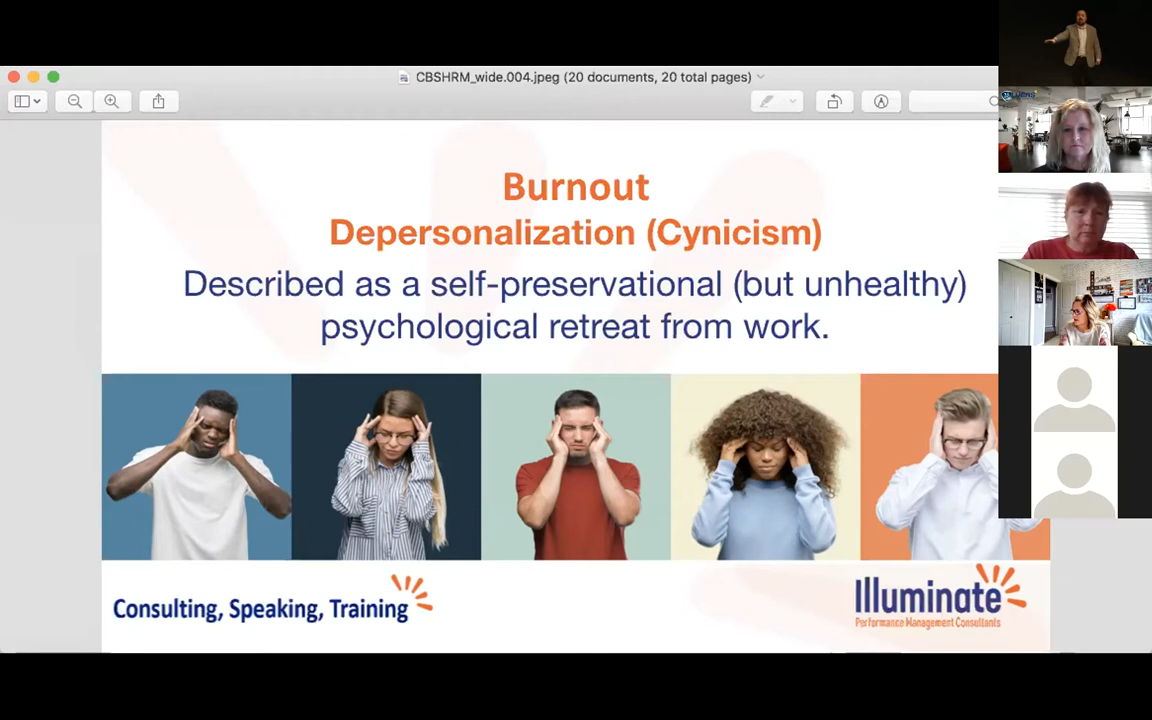 CBSHRM_wide.004.jpeg (20 documents, 20 total pages)
Burnout
Depersonalization (Cynicism)
Described as a self-preservational (but unhealthy)
psychological retreat from work.
Consulting, Speaking, Training
Illuminate
Performance Management Consultants